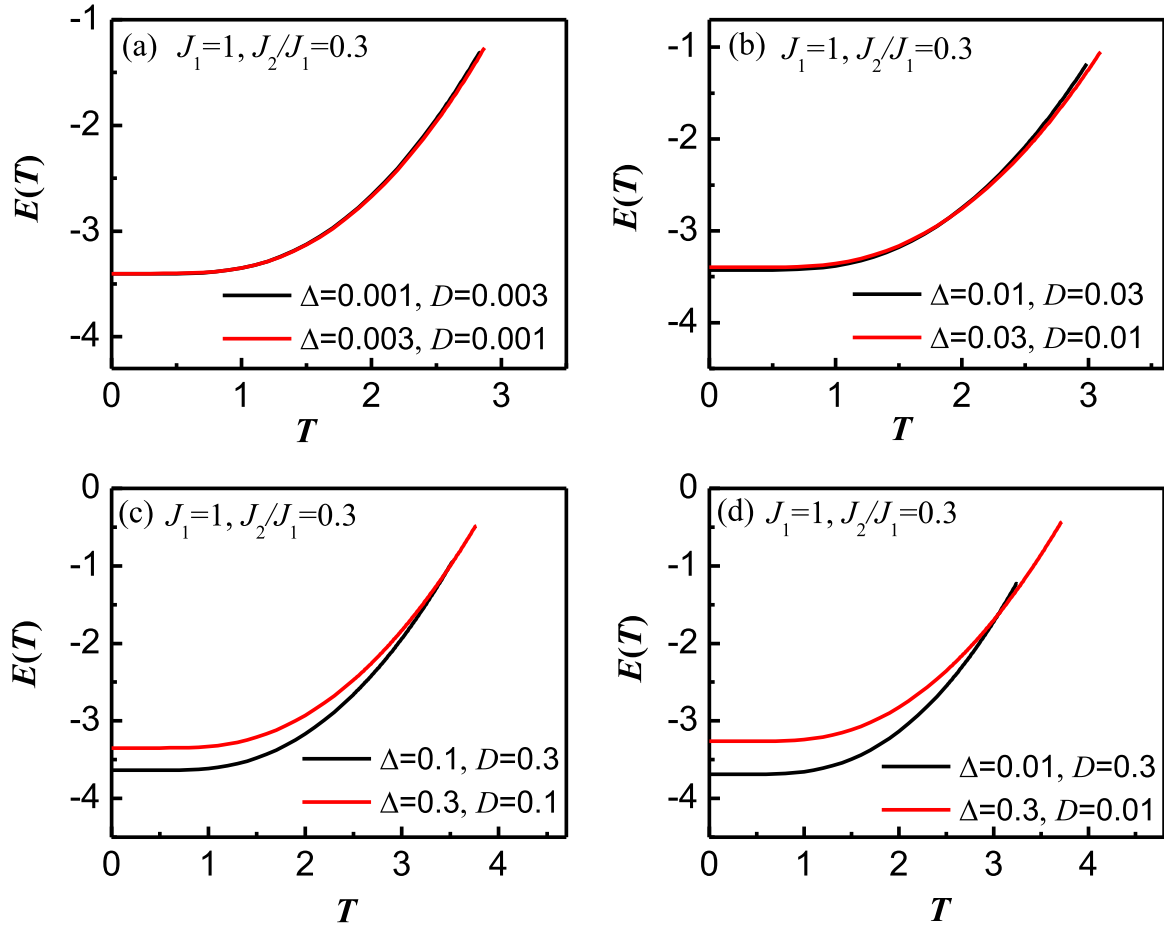 (a) J₁=1, J₂/J₁=0.3
-1
-2
-3
-4
E(T)
Δ=0.001, D=0.003
Δ=0.003, D=0.001
0 1 2 3
T
(b) J₁=1, J₂/J₁=0.3
-1
-2
-3
-4
E(T)
Δ=0.01, D=0.03
Δ=0.03, D=0.01
0 1 2 3
T
(c) J₁=1, J₂/J₁=0.3
0
-1
-2
-3
-4
E(T)
Δ=0.1, D=0.3
Δ=0.3, D=0.1
0 1 2 3 4
T
(d) J₁=1, J₂/J₁=0.3
0
-1
-2
-3
-4
E(T)
Δ=0.01, D=0.3
Δ=0.3, D=0.01
0 1 2 3 4
T